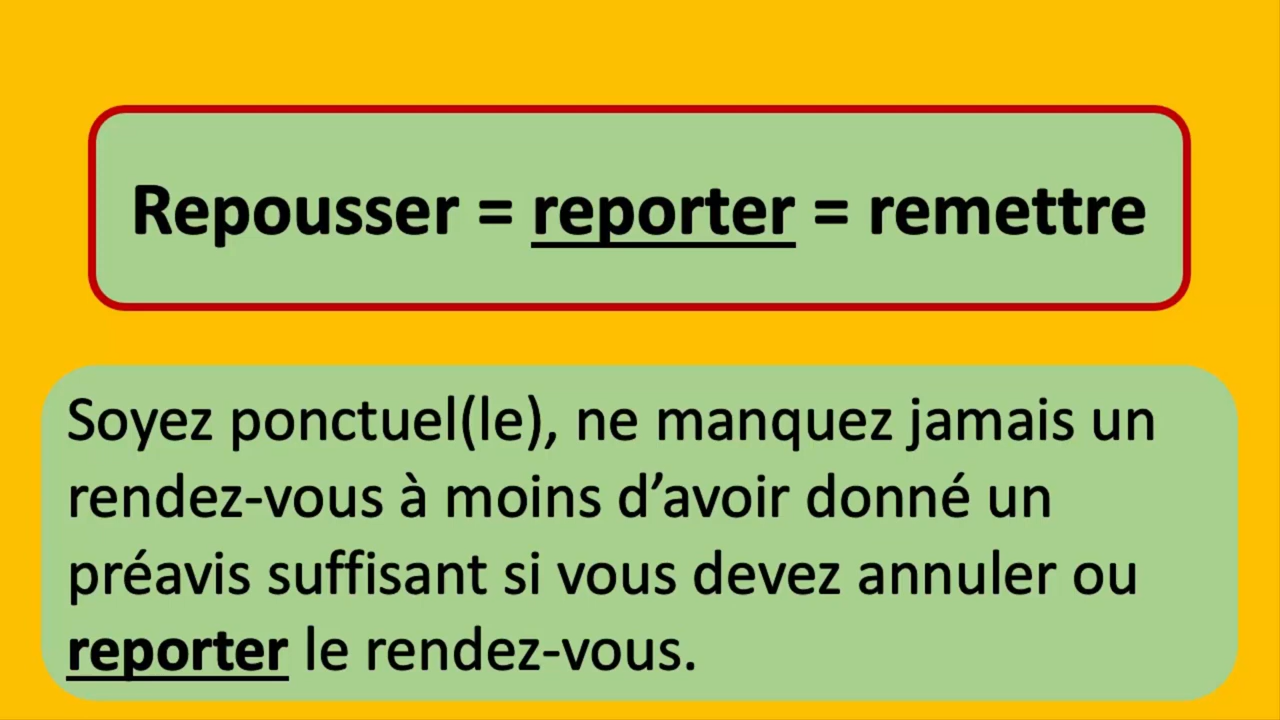 Repousser = reporter = remettre
Soyez ponctuel(le), ne manquez jamais un
rendez-vous à moins d’avoir donné un
préavis suffisant si vous devez annuler ou
reporter le rendez-vous.